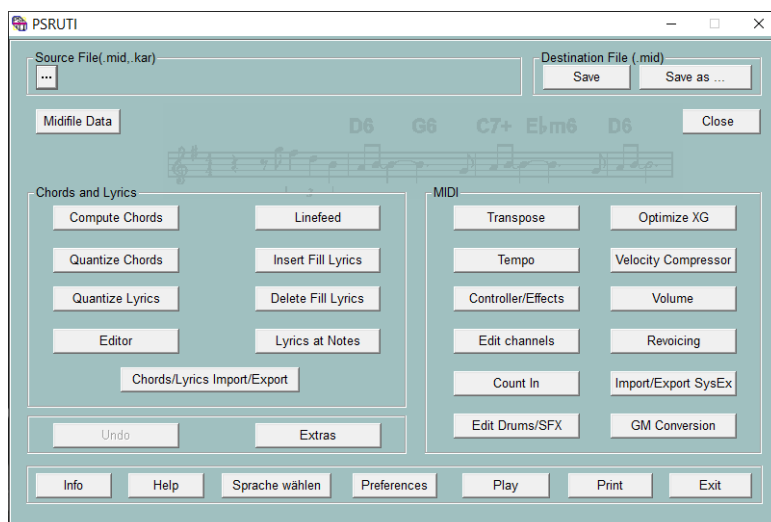 PSRUTI
Source File(.mid,.kar)
...
Destination File (.mid)
Save
Save as ...
Midifile Data
D6 G6 C7+ E♭m6 D6
Close
Chords and Lyrics
Compute Chords
Linefeed
Quantize Chords
Insert Fill Lyrics
Quantize Lyrics
Delete Fill Lyrics
Editor
Lyrics at Notes
Chords/Lyrics Import/Export
Undo
Extras
MIDI
Transpose
Optimize XG
Tempo
Velocity Compressor
Controller/Effects
Volume
Edit channels
Revoicing
Count In
Import/Export SysEx
Edit Drums/SFX
GM Conversion
Info
Help
Sprache wählen
Preferences
Play
Print
Exit